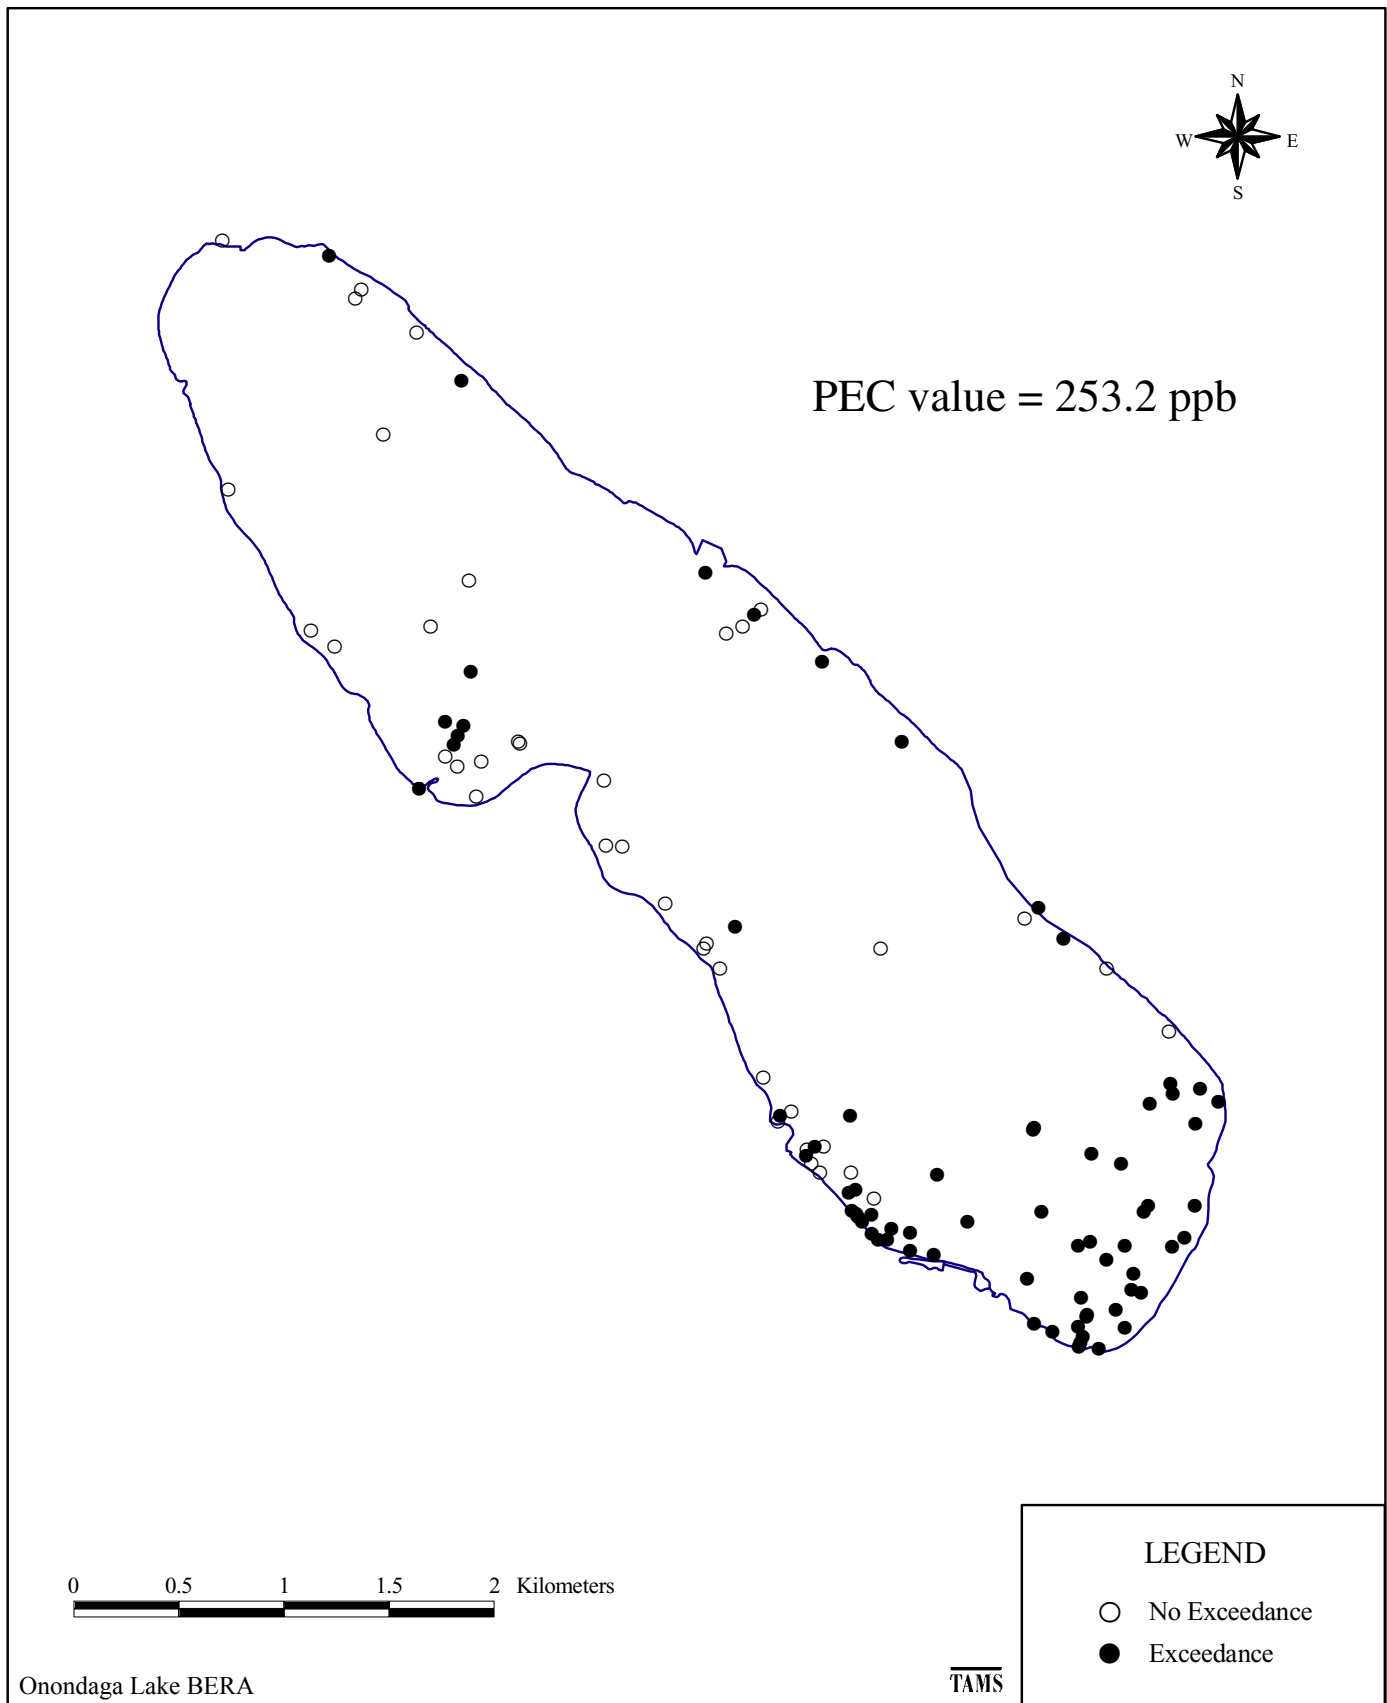 N
W E
S
PEC value = 253.2 ppb
0 0.5 1 1.5 2 Kilometers
LEGEND
No Exceedance
Exceedance
Onondaga Lake BERA
TAMS